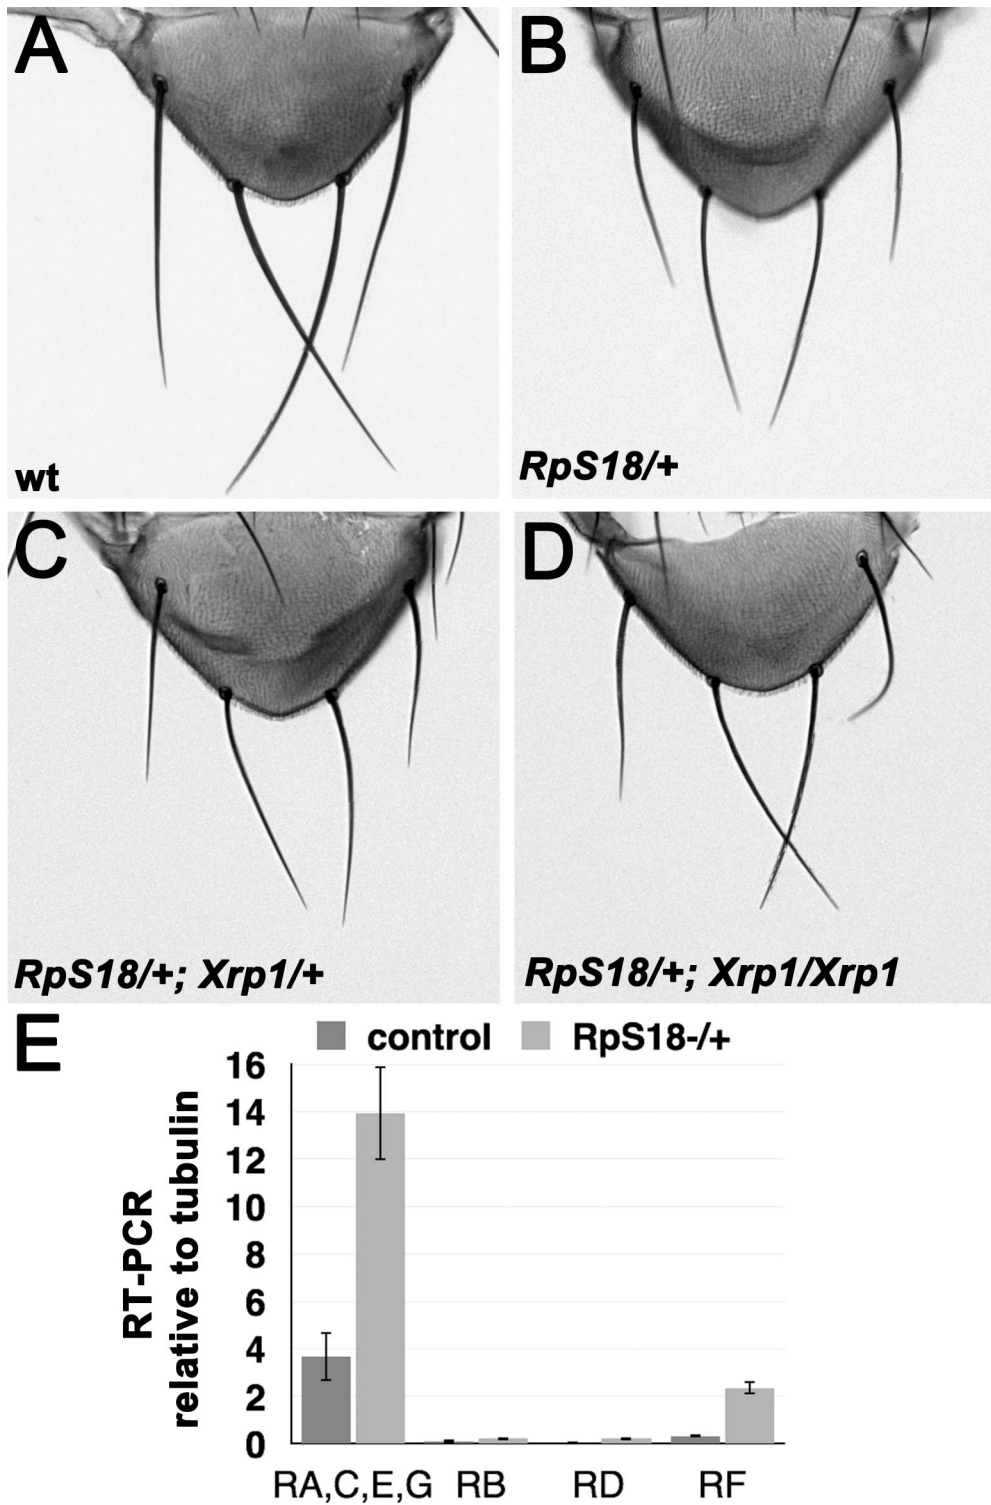 A
B
wt
RpS18/+
C
D
RpS18/+; Xrp1/+
RpS18/+; Xrp1/Xrp1
E
control
RpS18-/+
RT-PCR
relative to tubulin
16
14
12
10
8
6
4
2
0
RA,C,E,G
RB
RD
RF